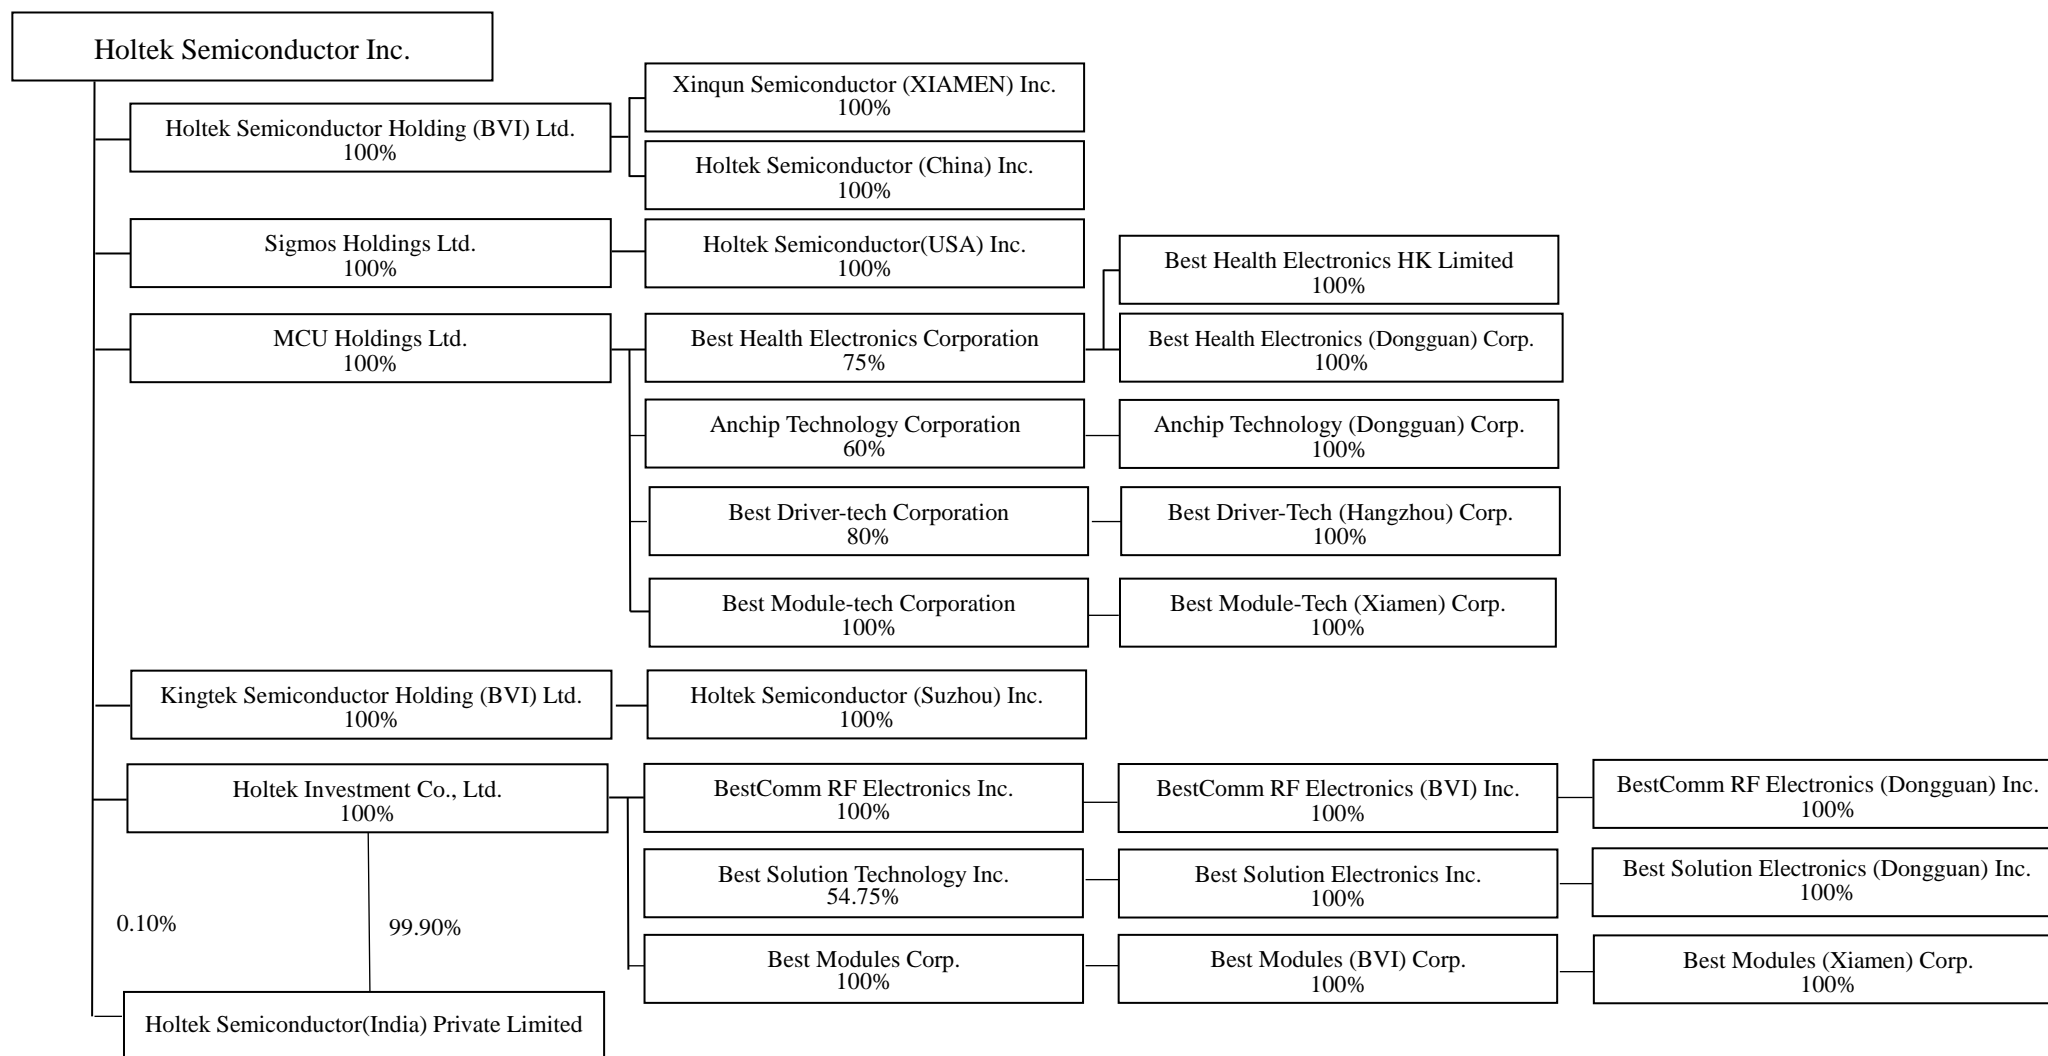 Holtek Semiconductor Inc.
Holtek Semiconductor Holding (BVI) Ltd.
100%
Xinqun Semiconductor (XIAMEN) Inc.
100%
Holtek Semiconductor (China) Inc.
100%
Sigmos Holdings Ltd.
100%
Holtek Semiconductor(USA) Inc.
100%
MCU Holdings Ltd.
100%
Best Health Electronics Corporation
75%
Best Health Electronics HK Limited
100%
Best Health Electronics (Dongguan) Corp.
100%
Anchip Technology Corporation
60%
Anchip Technology (Dongguan) Corp.
100%
Best Driver-tech Corporation
80%
Best Driver-Tech (Hangzhou) Corp.
100%
Best Module-tech Corporation
100%
Best Module-Tech (Xiamen) Corp.
100%
Kingtek Semiconductor Holding (BVI) Ltd.
100%
Holtek Semiconductor (Suzhou) Inc.
100%
Holtek Investment Co., Ltd.
100%
BestComm RF Electronics Inc.
100%
BestComm RF Electronics (BVI) Inc.
100%
BestComm RF Electronics (Dongguan) Inc.
100%
Best Solution Technology Inc.
54.75%
Best Solution Electronics Inc.
100%
Best Solution Electronics (Dongguan) Inc.
100%
Best Modules Corp.
100%
Best Modules (BVI) Corp.
100%
Best Modules (Xiamen) Corp.
100%
0.10%
99.90%
Holtek Semiconductor(India) Private Limited